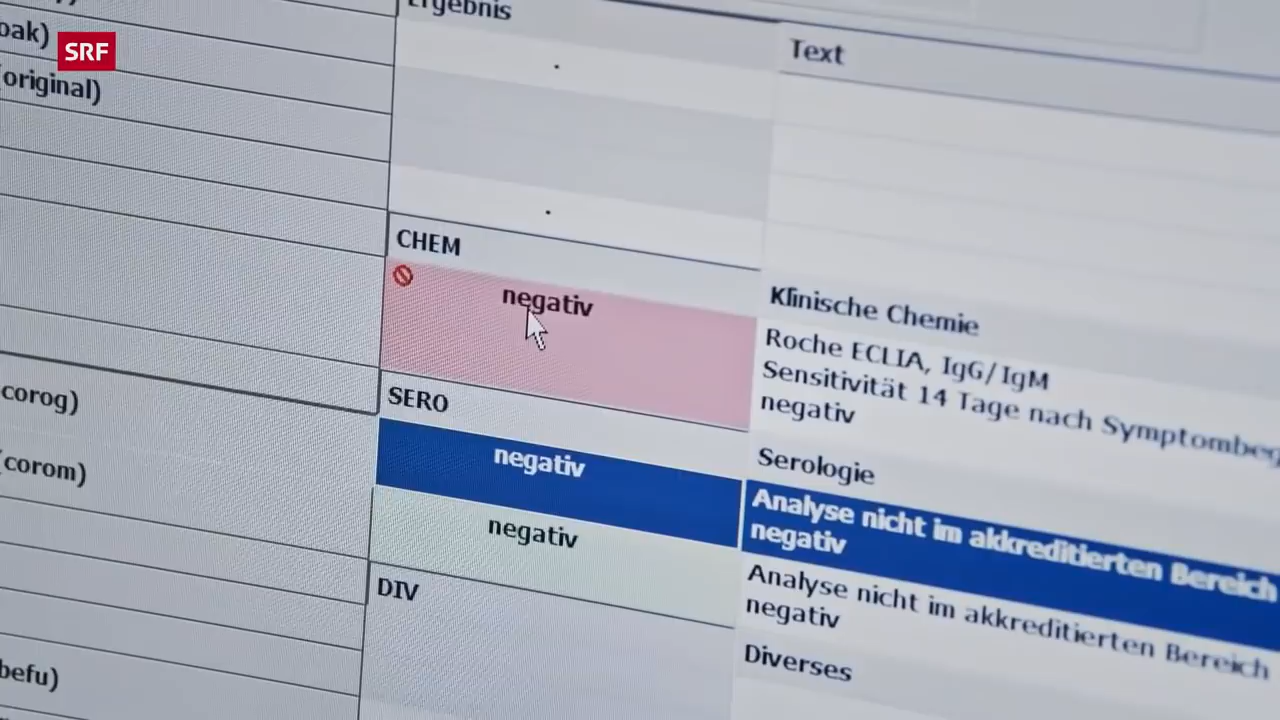 SRF
Ergebnis
Text
oak)
(original)
CHEM
negativ
Klinische Chemie
Roche ECLIA, IgG/IgM
Sensitivität 14 Tage nach Symptombeg
negativ
SERO
corog)
negativ
Serologie
(corom)
Analyse nicht im akkreditierten Bereich
negativ
negativ
Analyse nicht im akkreditierten Bereich
negativ
DIV
Diverses
befu)